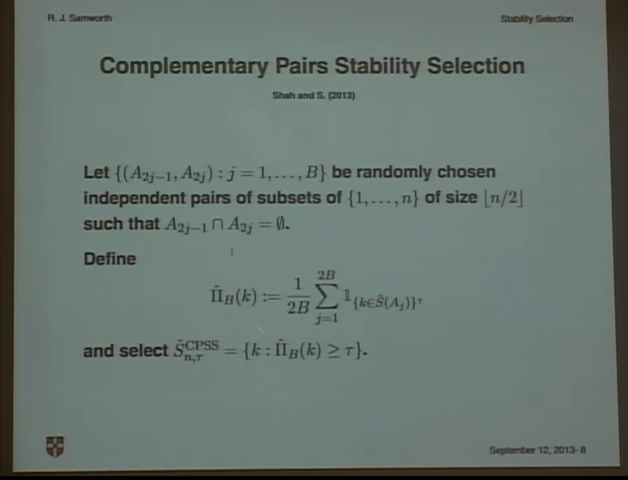 R. J. Samworth
Stability Selection
Complementary Pairs Stability Selection
Shah and S. (2013)
Let {(A_{2j−1}, A_{2j}) : j = 1, . . . , B} be randomly chosen
independent pairs of subsets of {1, . . . , n} of size ⌊n/2⌋
such that A_{2j−1} ∩ A_{2j} = ∅.
Define
Π̂_B(k) := 1/2B ∑_{j=1}^{2B} 𝟙_{{k∈Ŝ(A_j)}},
and select Ŝ^{CPSS}_{n,τ} = {k : Π̂_B(k) ≥ τ}.
September 12, 2013- 8